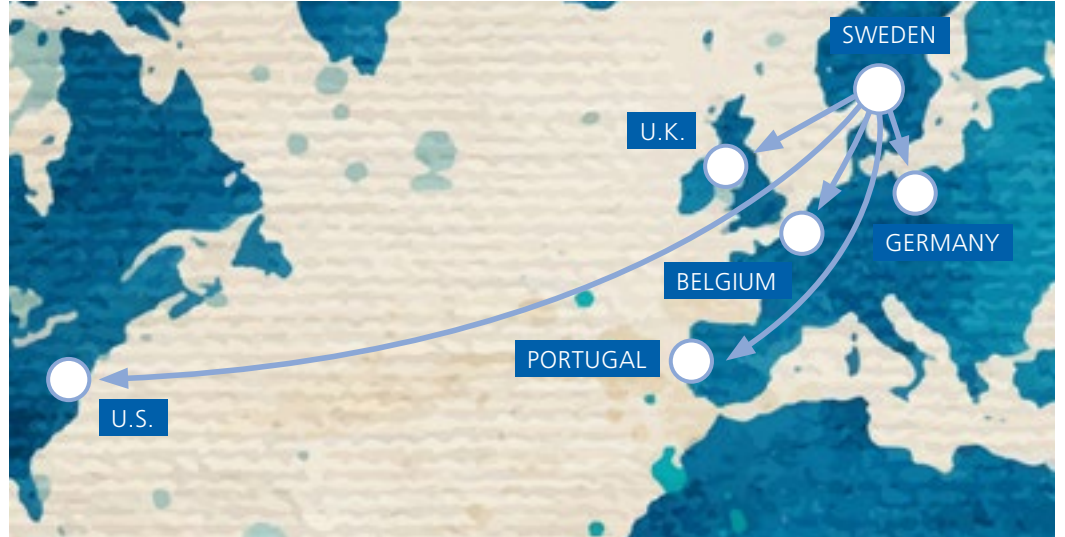 SWEDEN
U.K.
GERMANY
BELGIUM
PORTUGAL
U.S.